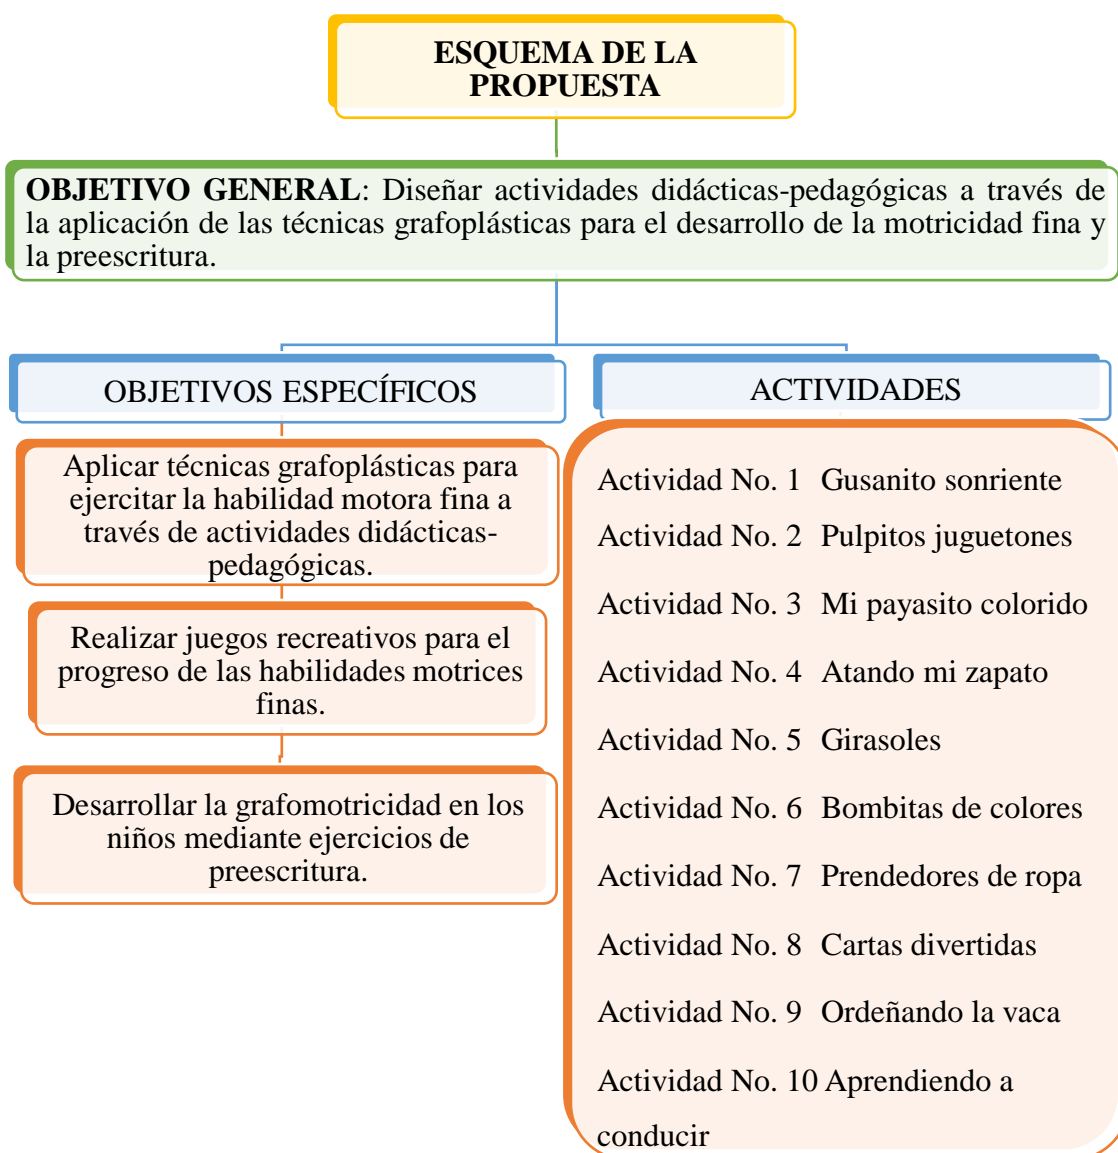 ESQUEMA DE LA
PROPUESTA
OBJETIVO GENERAL: Diseñar actividades didácticas-pedagógicas a través de
la aplicación de las técnicas grafoplásticas para el desarrollo de la motricidad fina y
la preescritura.
OBJETIVOS ESPECÍFICOS
Aplicar técnicas grafoplásticas para
ejercitar la habilidad motora fina a
través de actividades didácticas-
pedagógicas.
Realizar juegos recreativos para el
progreso de las habilidades motrices
finas.
Desarrollar la grafomotricidad en los
niños mediante ejercicios de
preescritura.
ACTIVIDADES
Actividad No. 1 Gusanito sonriente
Actividad No. 2 Pulpitos juguetones
Actividad No. 3 Mi payasito colorido
Actividad No. 4 Atando mi zapato
Actividad No. 5 Girasoles
Actividad No. 6 Bombitas de colores
Actividad No. 7 Prendedores de ropa
Actividad No. 8 Cartas divertidas
Actividad No. 9 Ordeñando la vaca
Actividad No. 10 Aprendiendo a
conducir